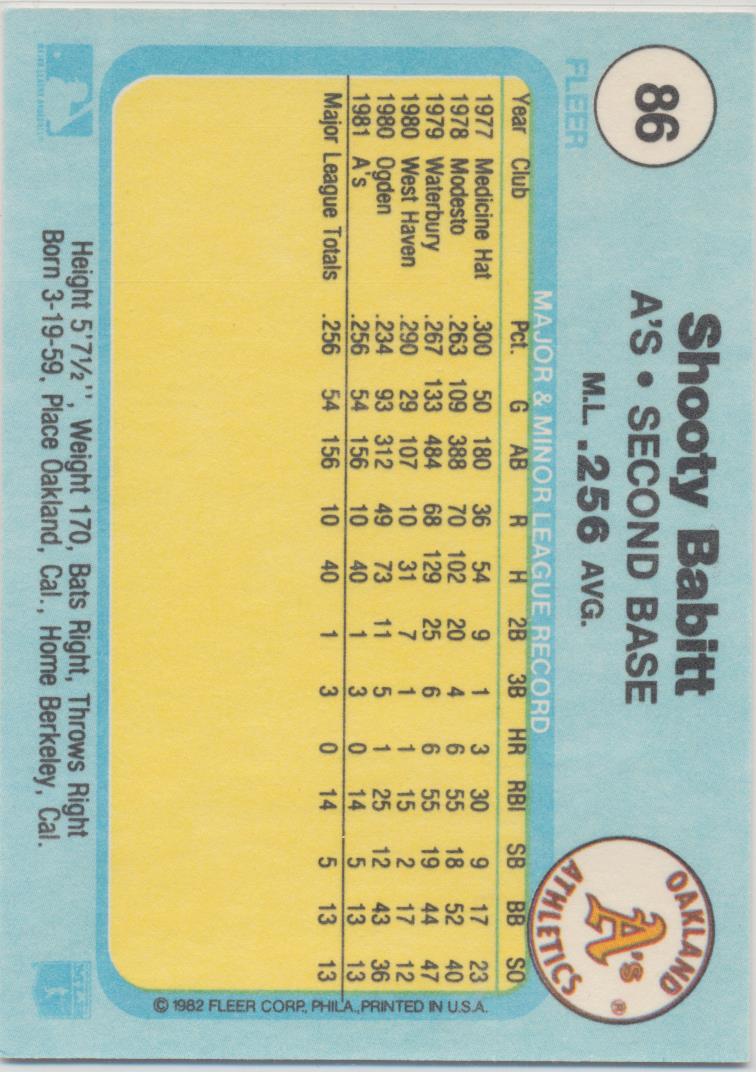 86
FLEER
Shooty Babitt
A'S • SECOND BASE
M.L. .256 AVG.
OAKLAND A's ATHLETICS ®
MAJOR & MINOR LEAGUE RECORD
Year Club Pct. G AB R H 2B 3B HR RBI SB BB SO
1977 Medicine Hat .300 50 180 36 54 9 1 3 30 9 17 23
1978 Modesto .263 109 388 70 102 20 4 6 55 18 52 40
1979 Waterbury .267 133 484 68 129 25 6 6 55 19 44 47
1980 West Haven .290 29 107 10 31 7 1 1 15 2 17 12
1980 Ogden .234 93 312 49 73 11 5 1 25 12 43 36
1981 A's .256 54 156 10 40 1 3 0 14 5 13 13
Major League Totals .256 54 156 10 40 1 3 0 14 5 13 13
© 1982 FLEER CORP., PHILA., PRINTED IN U.S.A.
Height 5'7½", Weight 170, Bats Right, Throws Right
Born 3-19-59, Place Oakland, Cal., Home Berkeley, Cal.